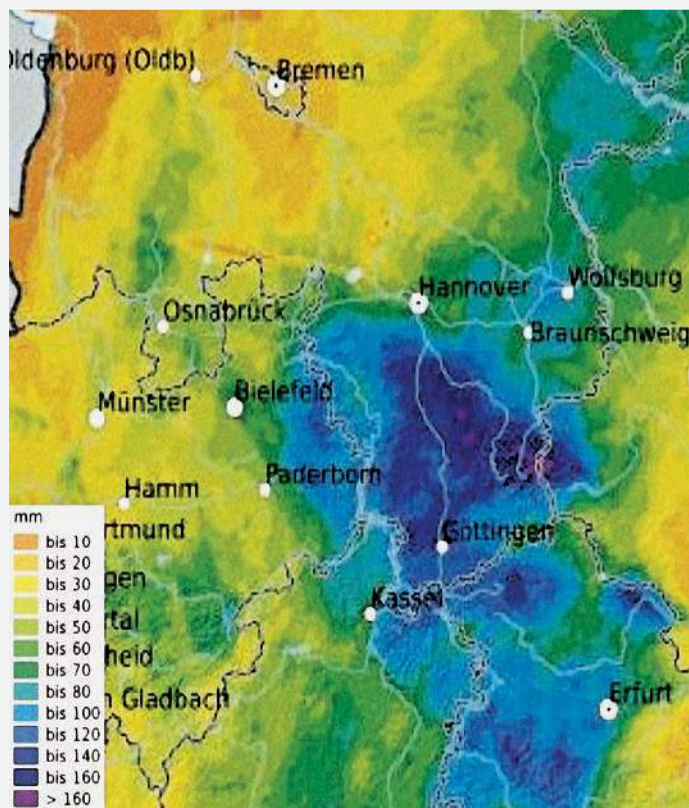 Oldenburg (Oldb)
Bremen
Hannover
Wolfsburg
Osnabrück
Braunschweig
Münster
Bielefeld
Paderborn
Hamm
mm
ortmund
bis 10
Göttingen
bis 20
bis 30
gen
bis 40
Kassel
bis 50
rtal
bis 60
bis 70
heid
bis 80
bis 100
n Gladbach
Erfurt
bis 120
bis 140
bis 160
> 160